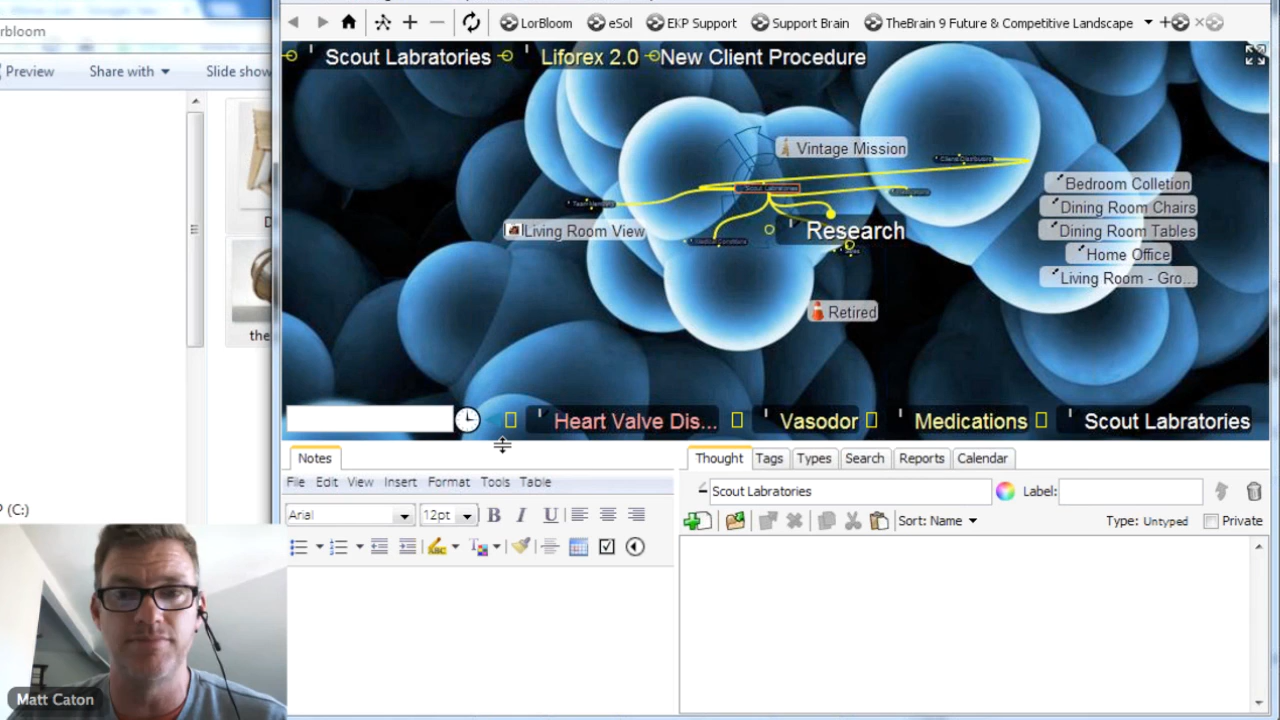 rbloom
Preview Share with Slide show
the
(C:)
LorBloom eSol EKP Support Support Brain TheBrain 9 Future & Competitive Landscape
Scout Labratories Liforex 2.0 New Client Procedure
Vintage Mission
Scout Labratories
Living Room View
Research
Retired
Bedroom Colletion
Dining Room Chairs
Dining Room Tables
Home Office
Living Room - Gro...
Heart Valve Dis... Vasodor Medications Scout Labratories
Notes
File Edit View Insert Format Tools Table
Arial 12pt B I U
Thought Tags Types Search Reports Calendar
Scout Labratories Label:
Sort: Name Type: Untyped Private
Matt Caton